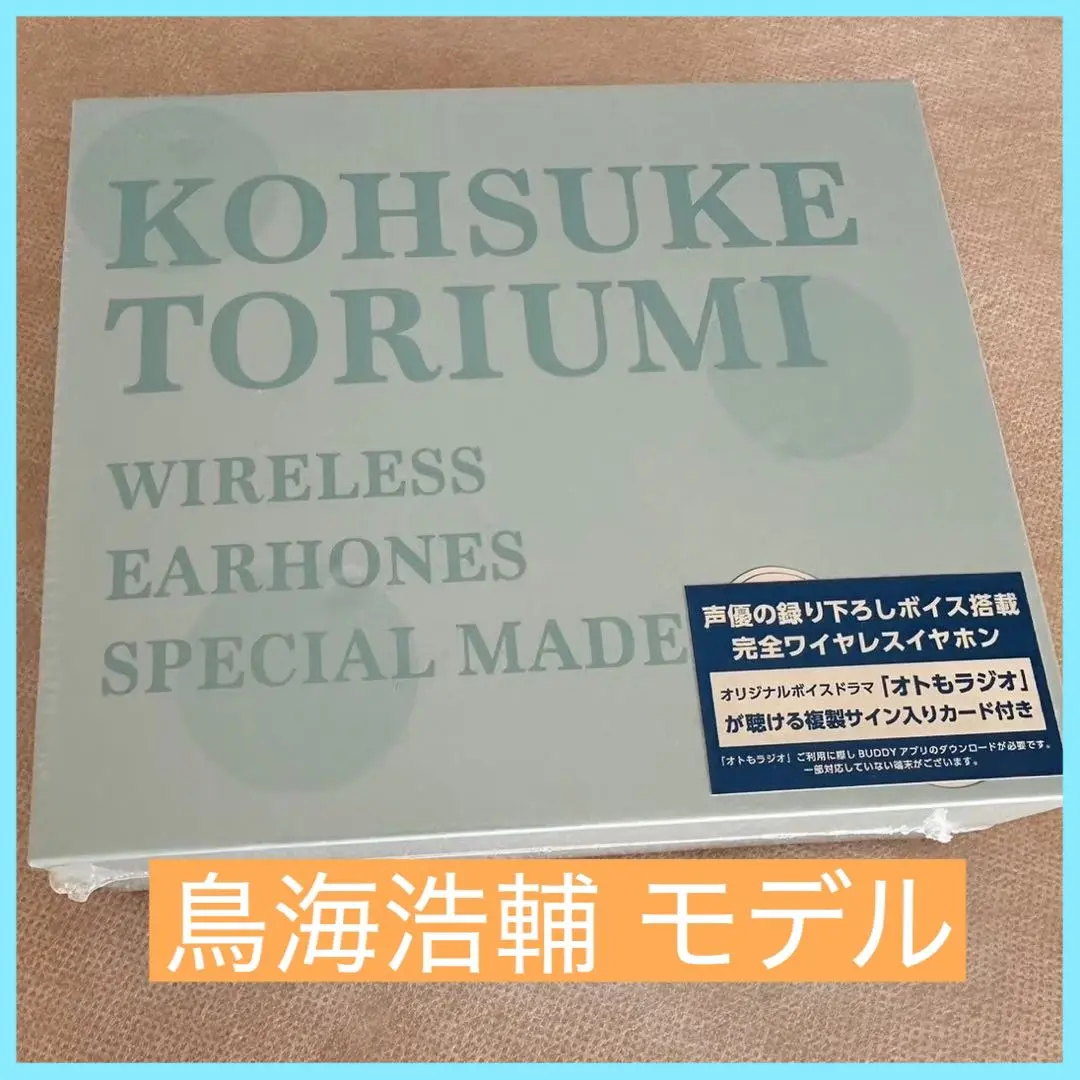 KOHSUKE
TORIUMI
WIRELESS
EARHONES
SPECIAL MADE
声優の録り下ろしボイス搭載
完全ワイヤレスイヤホン
オリジナルボイスドラマ「オトもラジオ」
が聴ける複製サイン入りカード付き
「オトもラジオ」ご利用に際しBUDDYアプリのダウンロードが必要です。
一部対応していない端末がございます。
鳥海浩輔 モデル